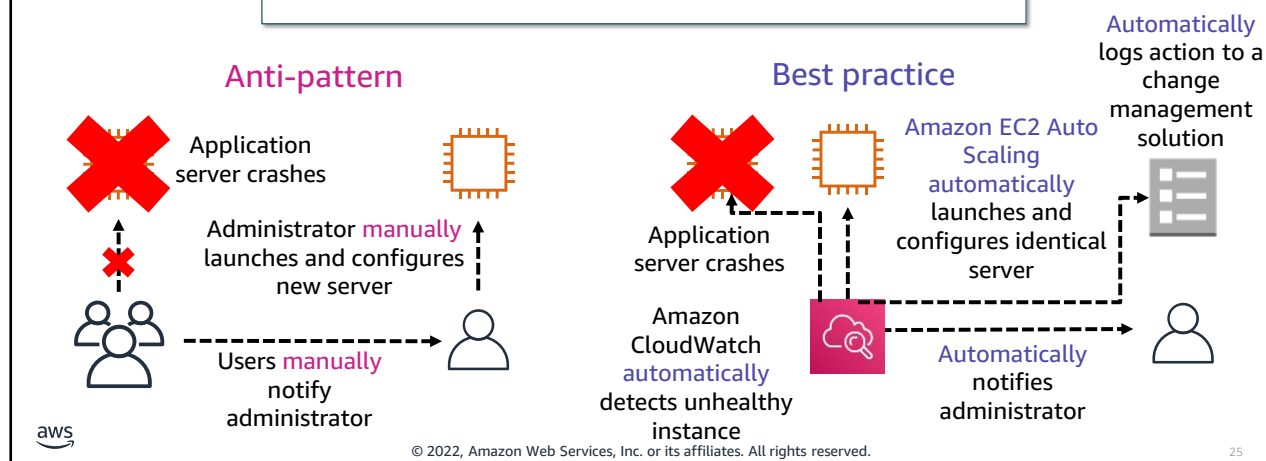 Anti-pattern
Application
server crashes
Administrator manually
launches and configures
new server
Users manually
notify
administrator
Best practice
Application
server crashes
Amazon
CloudWatch
automatically
detects unhealthy
instance
Amazon EC2 Auto
Scaling
automatically
launches and
configures identical
server
Automatically
logs action to a
change
management
solution
Automatically
notifies
administrator
aws
© 2022, Amazon Web Services, Inc. or its affiliates. All rights reserved.
25